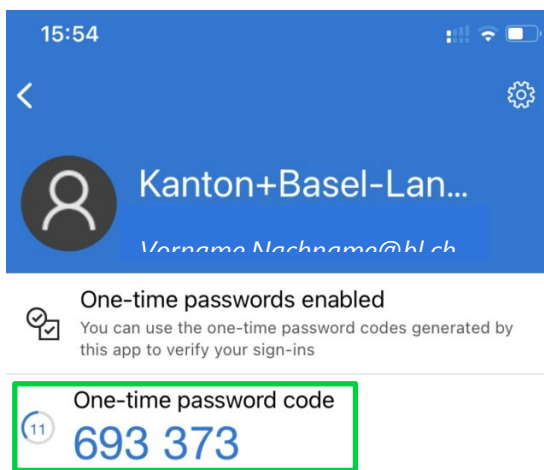 15:54
Kanton+Basel-Lan...
Vorname.Nachname@bl.ch
One-time passwords enabled
You can use the one-time password codes generated by
this app to verify your sign-ins
One-time password code
11
693 373